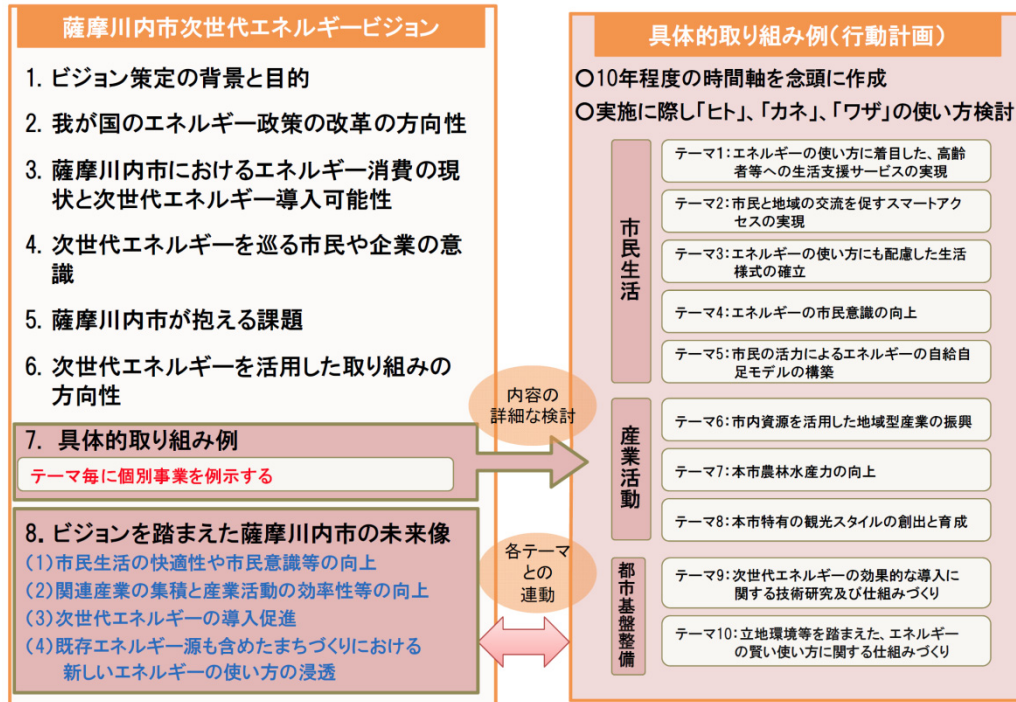 薩摩川内市次世代エネルギービジョン
1. ビジョン策定の背景と目的
2. 我が国のエネルギー政策の改革の方向性
3. 薩摩川内市におけるエネルギー消費の現
状と次世代エネルギー導入可能性
4. 次世代エネルギーを巡る市民や企業の意
識
5. 薩摩川内市が抱える課題
6. 次世代エネルギーを活用した取り組みの
方向性
7. 具体的取り組み例
テーマ毎に個別事業を例示する
8. ビジョンを踏まえた薩摩川内市の未来像
(1)市民生活の快適性や市民意識等の向上
(2)関連産業の集積と産業活動の効率性等の向上
(3)次世代エネルギーの導入促進
(4)既存エネルギー源も含めたまちづくりにおける
新しいエネルギーの使い方の浸透
内容の
詳細な検討
各テーマ
との
連動
具体的取り組み例(行動計画)
○10年程度の時間軸を念頭に作成
○実施に際し「ヒト」、「カネ」、「ワザ」の使い方検討
市民生活
テーマ1:エネルギーの使い方に着目した、高齢
者等への生活支援サービスの実現
テーマ2:市民と地域の交流を促すスマートアク
セスの実現
テーマ3:エネルギーの使い方にも配慮した生活
様式の確立
テーマ4:エネルギーの市民意識の向上
テーマ5:市民の活力によるエネルギーの自給自
足モデルの構築
産業活動
テーマ6:市内資源を活用した地域型産業の振興
テーマ7:本市農林水産力の向上
テーマ8:本市特有の観光スタイルの創出と育成
都市基盤整備
テーマ9:次世代エネルギーの効果的な導入に
関する技術研究及び仕組みづくり
テーマ10:立地環境等を踏まえた、エネルギー
の賢い使い方に関する仕組みづくり